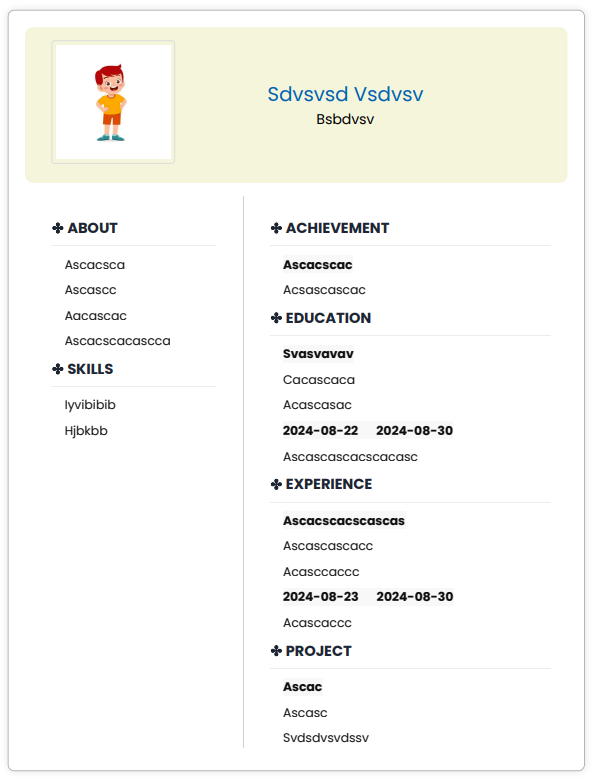 Sdvsvsd Vsdvsv
Bsbdvsv
ABOUT
Ascacsca
Ascascc
Aacascac
Ascacscacascca
SKILLS
Iyvibibib
Hjbkbb
ACHIEVEMENT
Ascacscac
Acsascascac
EDUCATION
Svasvavav
Cacascaca
Acascasac
2024-08-22 2024-08-30
Ascascascacscacasc
EXPERIENCE
Ascacscacscascas
Ascascascacc
Acasccaccc
2024-08-23 2024-08-30
Acascaccc
PROJECT
Ascac
Ascasc
Svdsdvsvdssv